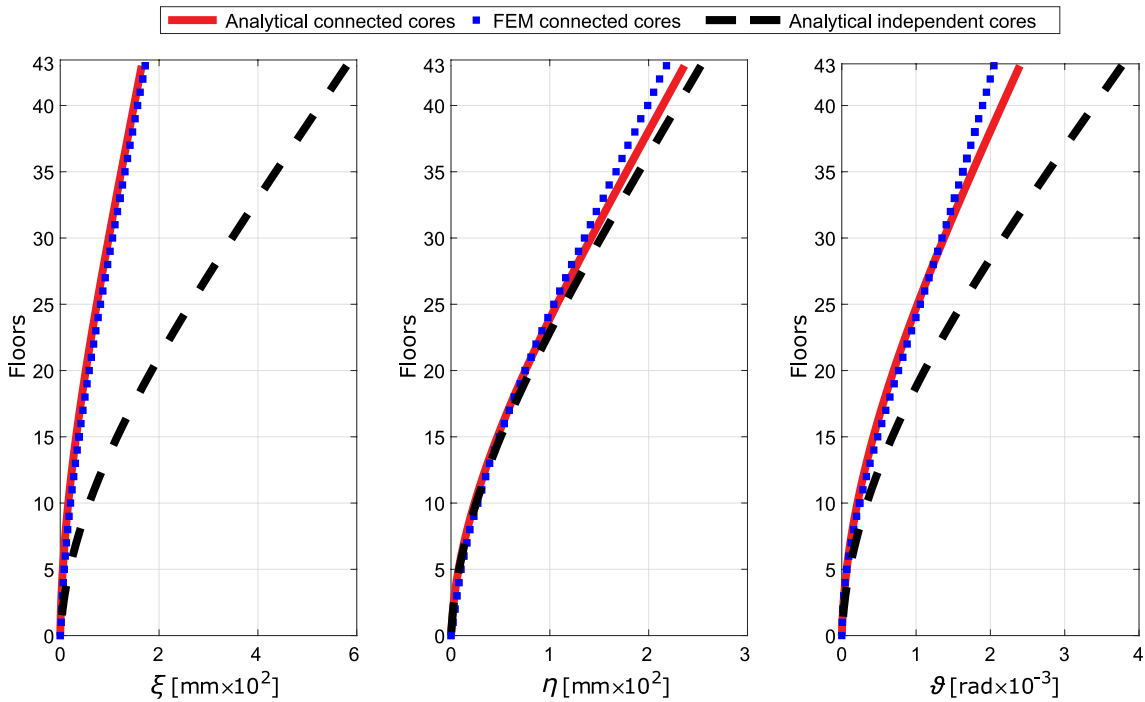 Analytical connected cores FEM connected cores Analytical independent cores
43 43 43
40 40 40
35 35 35
30 30 30
25 25 25
20 20 20
15 15 15
10 10 10
5 5 5
0 0 0
Floors Floors Floors
0 2 4 6 0 1 2 3 0 1 2 3 4
ξ [mm×10²] η [mm×10²] ϑ [rad×10⁻³]